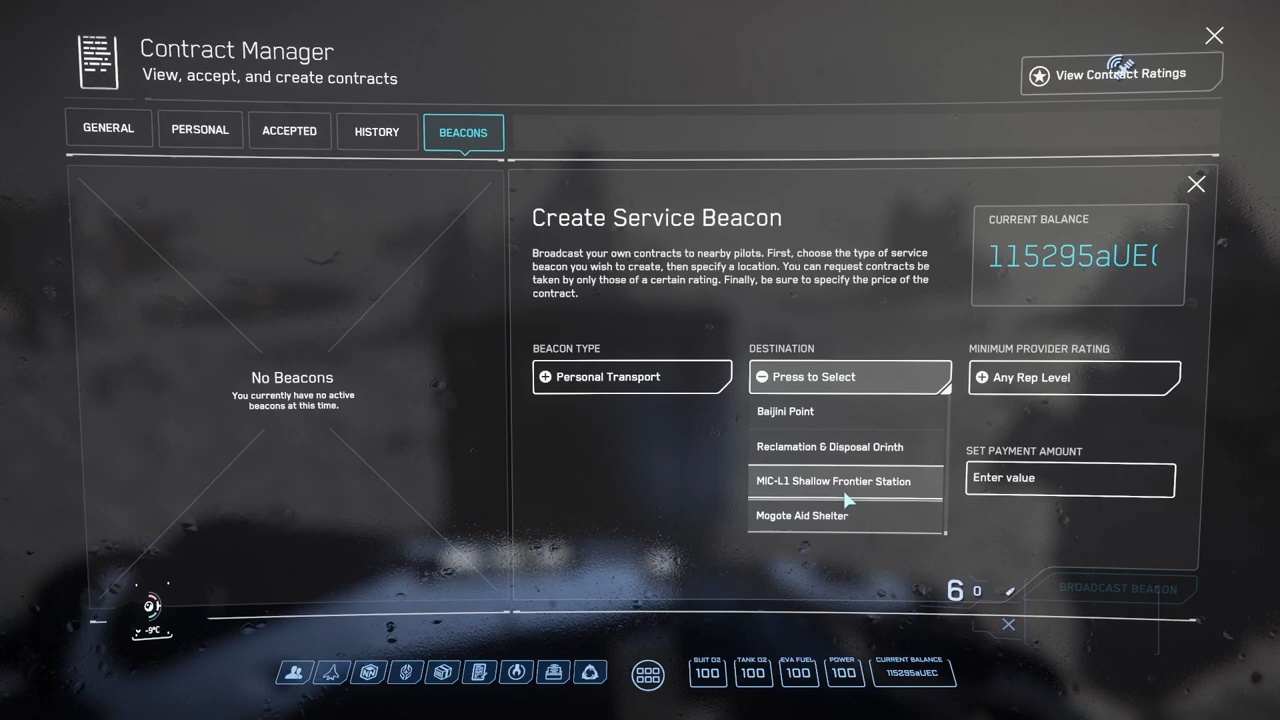 Contract Manager
View, accept, and create contracts
View Contract Ratings
GENERAL
PERSONAL
ACCEPTED
HISTORY
BEACONS
No Beacons
You currently have no active
beacons at this time.
Create Service Beacon
Broadcast your own contracts to nearby pilots. First, choose the type of service
beacon you wish to create, then specify a location. You can request contracts be
taken by only those of a certain rating. Finally, be sure to specify the price of the
contract.
CURRENT BALANCE
115295aUE(
BEACON TYPE
Personal Transport
DESTINATION
Press to Select
Baijini Point
Reclamation & Disposal Orinth
MIC-L1 Shallow Frontier Station
Mogote Aid Shelter
MINIMUM PROVIDER RATING
Any Rep Level
SET PAYMENT AMOUNT
Enter value
6 0
BROADCAST BEACON
-9°C
SUIT O2
100
TANK O2
100
EVA FUEL
100
POWER
100
CURRENT BALANCE
115295aUEC